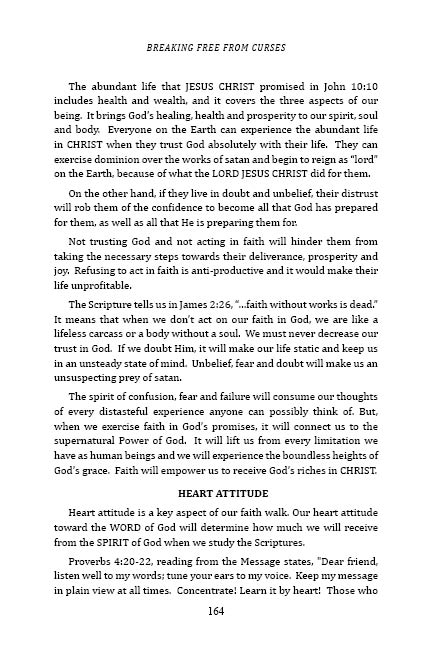 BREAKING FREE FROM CURSES
The abundant life that JESUS CHRIST promised in John 10:10
includes health and wealth, and it covers the three aspects of our
being. It brings God's healing, health and prosperity to our spirit, soul
and body. Everyone on the Earth can experience the abundant life
in CHRIST when they trust God absolutely with their life. They can
exercise dominion over the works of satan and begin to reign as "lord"
on the Earth, because of what the LORD JESUS CHRIST did for them.
On the other hand, if they live in doubt and unbelief, their distrust
will rob them of the confidence to become all that God has prepared
for them, as well as all that He is preparing them for.
Not trusting God and not acting in faith will hinder them from
taking the necessary steps towards their deliverance, prosperity and
joy. Refusing to act in faith is anti-productive and it would make their
life unprofitable.
The Scripture tells us in James 2:26, "...faith without works is dead."
It means that when we don't act on our faith in God, we are like a
lifeless carcass or a body without a soul. We must never decrease our
trust in God. If we doubt Him, it will make our life static and keep us
in an unsteady state of mind. Unbelief, fear and doubt will make us an
unsuspecting prey of satan.
The spirit of confusion, fear and failure will consume our thoughts
of every distasteful experience anyone can possibly think of. But,
when we exercise faith in God's promises, it will connect us to the
supernatural Power of God. It will lift us from every limitation we
have as human beings and we will experience the boundless heights of
God's grace. Faith will empower us to receive God's riches in CHRIST.
HEART ATTITUDE
Heart attitude is a key aspect of our faith walk. Our heart attitude
toward the WORD of God will determine how much we will receive
from the SPIRIT of God when we study the Scriptures.
Proverbs 4:20-22, reading from the Message states, "Dear friend,
listen well to my words; tune your ears to my voice. Keep my message
in plain view at all times. Concentrate! Learn it by heart! Those who
164